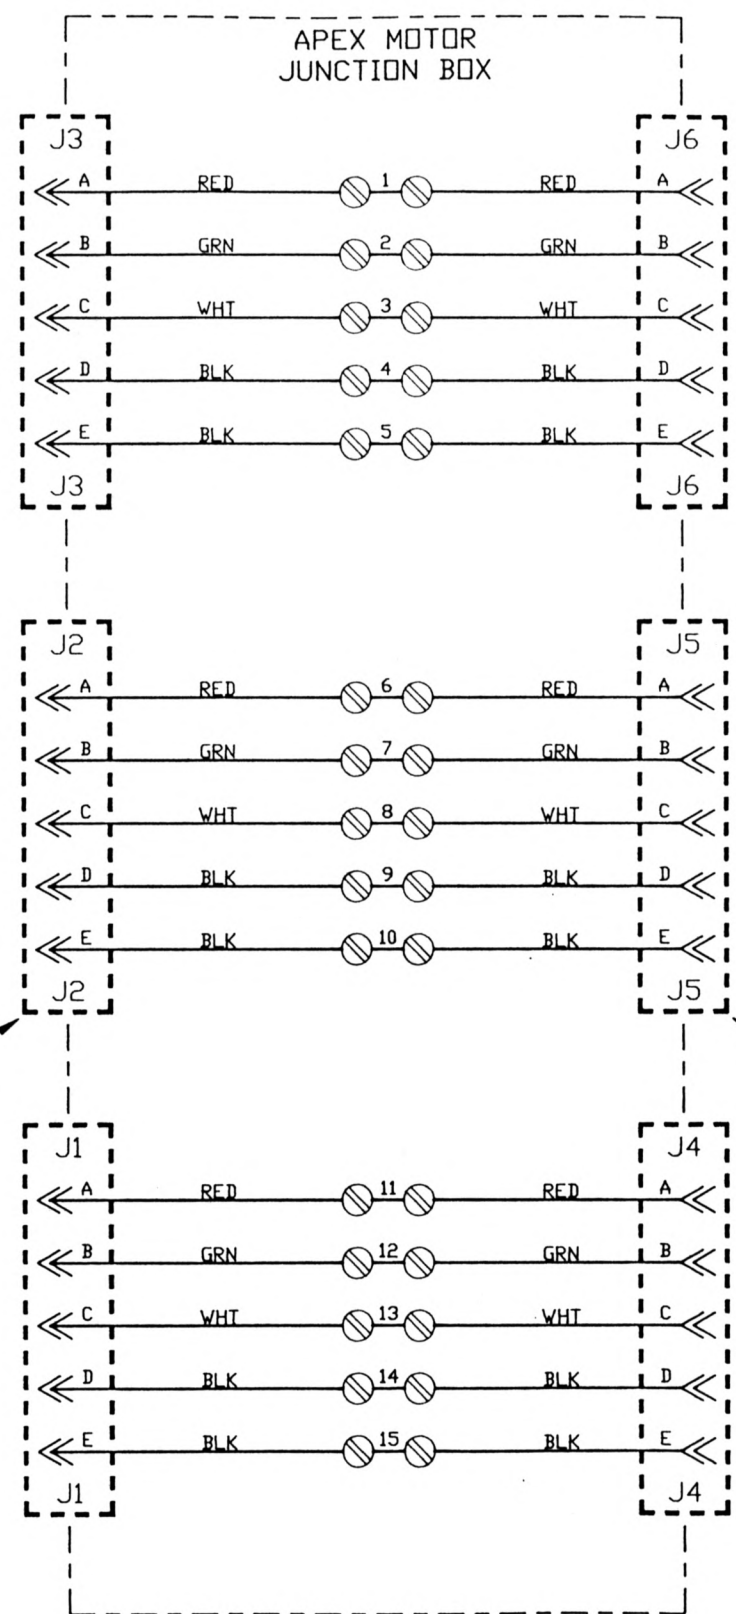 APEX MOTOR
JUNCTION BOX
J3 J6
A RED 1 RED A
B GRN 2 GRN B
C WHT 3 WHT C
D BLK 4 BLK D
E BLK 5 BLK E
J3 J6
J2 J5
A RED 6 RED A
B GRN 7 GRN B
C WHT 8 WHT C
D BLK 9 BLK D
E BLK 10 BLK E
J2 J5
J1 J4
A RED 11 RED A
B GRN 12 GRN B
C WHT 13 WHT C
D BLK 14 BLK D
E BLK 15 BLK E
J1 J4